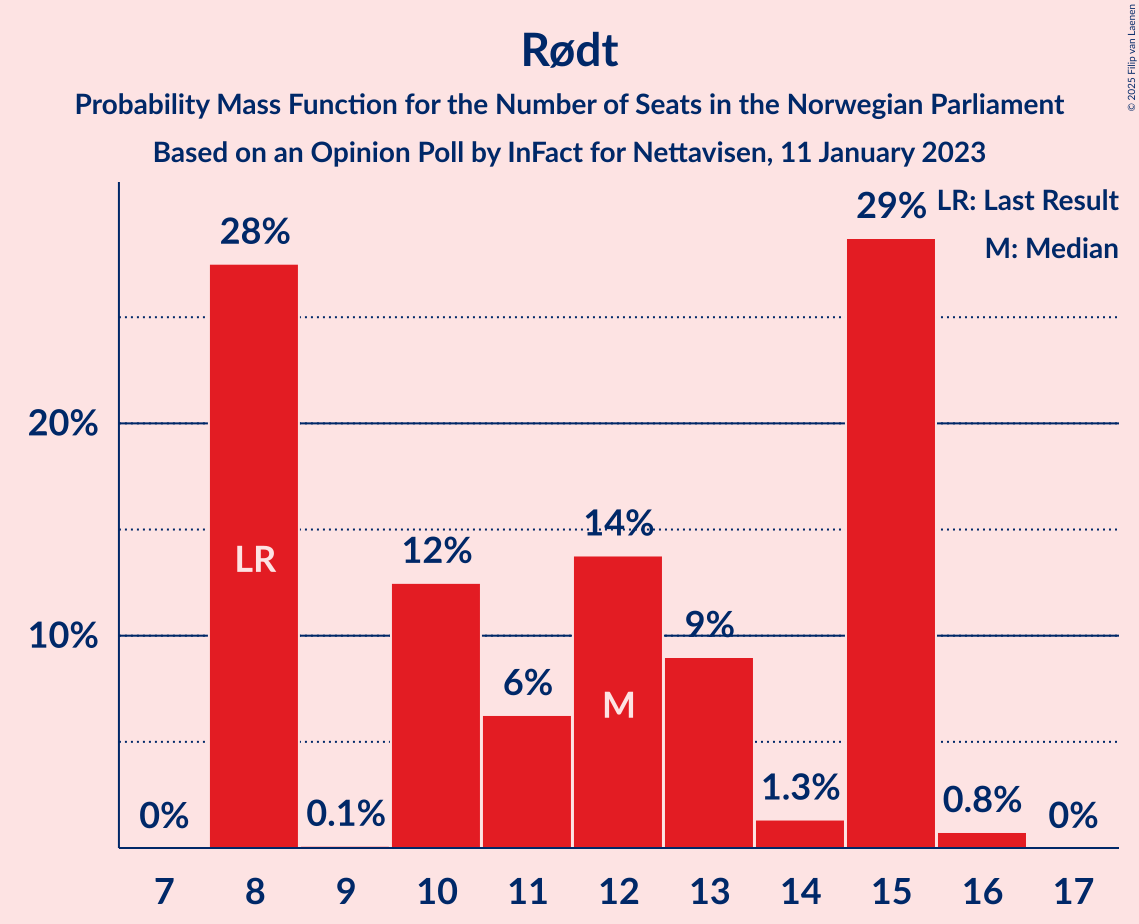 Rødt
Probability Mass Function for the Number of Seats in the Norwegian Parliament
Based on an Opinion Poll by InFact for Nettavisen, 11 January 2023
© 2025 Filip van Laenen
LR: Last Result
M: Median
20%
10%
0%
28%
LR
0.1%
12%
6%
14%
M
9%
1.3%
29%
0.8%
0%
7 8 9 10 11 12 13 14 15 16 17